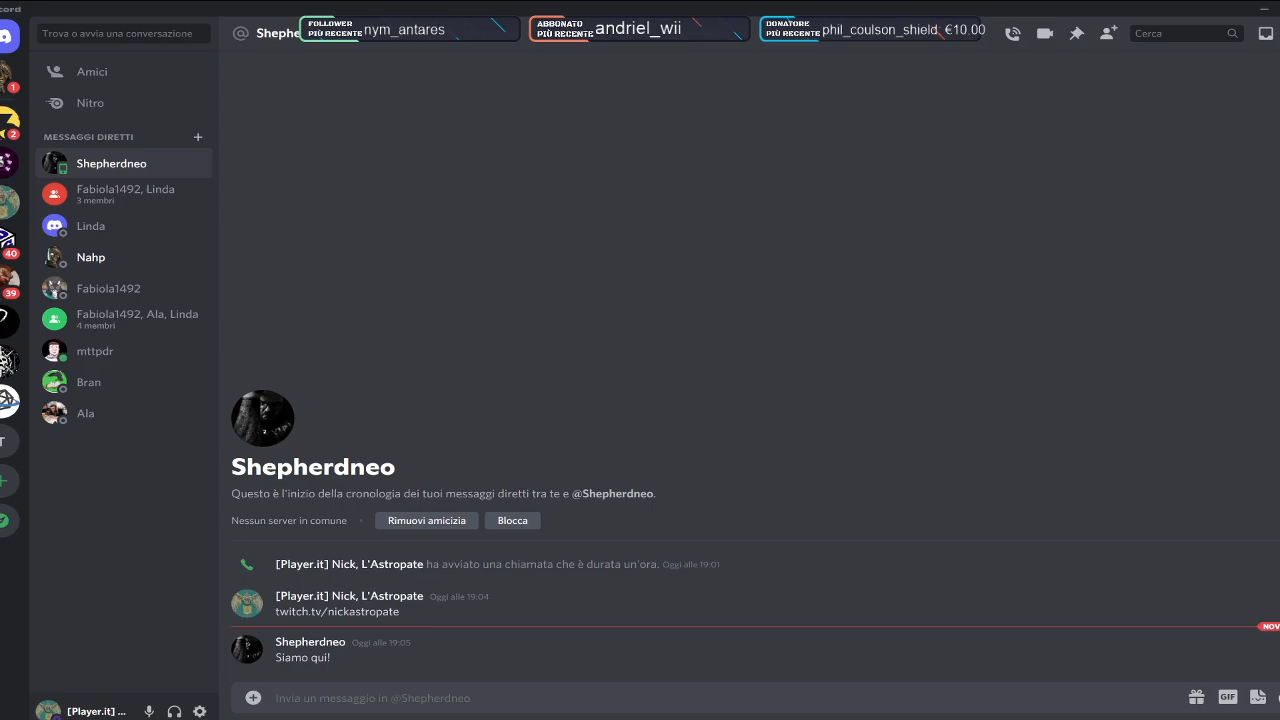 cord
Trova o avvia una conversazione
Amici
Nitro
MESSAGGI DIRETTI
Shepherdneo
Fabiola1492, Linda
3 membri
Linda
Nahp
Fabiola1492
Fabiola1492, Ala, Linda
4 membri
mttpdr
Bran
Ala
[Player.it] ...
1
2
40
39
T
@ Shephe
FOLLOWER
PIÙ RECENTE nym_antares
ABBONATO
PIÙ RECENTE andriel_wii
DONATORE
PIÙ RECENTE phil_coulson_shield: €10.00
Cerca
Shepherdneo
Questo è l'inizio della cronologia dei tuoi messaggi diretti tra te e @Shepherdneo.
Nessun server in comune
Rimuovi amicizia
Blocca
[Player.it] Nick, L'Astropate ha avviato una chiamata che è durata un'ora. Oggi alle 19:01
[Player.it] Nick, L'Astropate Oggi alle 19:04
twitch.tv/nickastropate
NOV
Shepherdneo Oggi alle 19:05
Siamo qui!
Invia un messaggio in @Shepherdneo
GIF